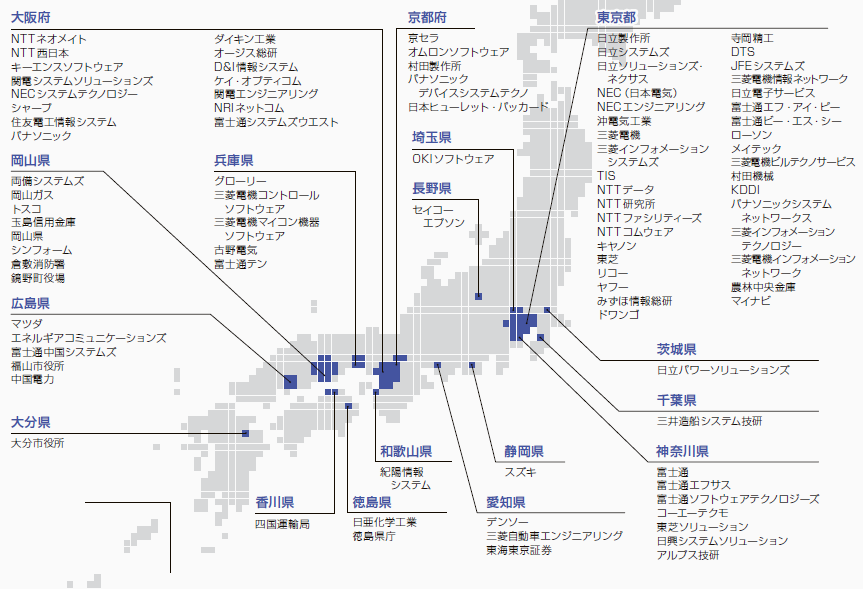 大阪府
NTTネオメイト
NTT西日本
キーエンスソフトウェア
関電システムソリューションズ
NECシステムテクノロジー
シャープ
住友電工情報システム
パナソニック
ダイキン工業
オージス総研
D&I情報システム
ケイ・オプティコム
関電エンジニアリング
NRIネットコム
富士通システムズウエスト
京都府
京セラ
オムロンソフトウェア
村田製作所
パナソニック
デバイスシステムテクノ
日本ヒューレット・パッカード
東京都
日立製作所
日立システムズ
日立ソリューションズ・
ネクサス
NEC（日本電気）
NECエンジニアリング
沖電気工業
三菱電機
三菱インフォメーション
システムズ
TIS
NTTデータ
NTT研究所
NTTファシリティーズ
NTTコムウェア
キヤノン
東芝
リコー
ヤフー
みずほ情報総研
ドワンゴ
寺岡精工
DTS
JFEシステムズ
三菱電機情報ネットワーク
日立電子サービス
富士通エフ・アイ・ピー
富士通ビー・エス・シー
ローソン
メイテック
三菱電機ビルテクノサービス
村田機械
KDDI
パナソニックシステム
ネットワークス
三菱インフォメーション
テクノロジー
三菱電機インフォメーション
ネットワーク
農林中央金庫
マイナビ
埼玉県
OKIソフトウェア
長野県
セイコー
エプソン
岡山県
両備システムズ
岡山ガス
トスコ
玉島信用金庫
岡山県
シンフォーム
倉敷消防署
鏡野町役場
兵庫県
グローリー
三菱電機コントロール
ソフトウェア
三菱電機マイコン機器
ソフトウェア
古野電気
富士通テン
広島県
マツダ
エネルギアコミュニケーションズ
富士通中国システムズ
福山市役所
中国電力
大分県
大分市役所
茨城県
日立パワーソリューションズ
千葉県
三井造船システム技研
神奈川県
富士通
富士通エフサス
富士通ソフトウェアテクノロジーズ
コーエーテクモ
東芝ソリューション
日興システムソリューション
アルプス技研
和歌山県
紀陽情報
システム
静岡県
スズキ
香川県
四国運輸局
徳島県
日亜化学工業
徳島県庁
愛知県
デンソー
三菱自動車エンジニアリング
東海東京証券